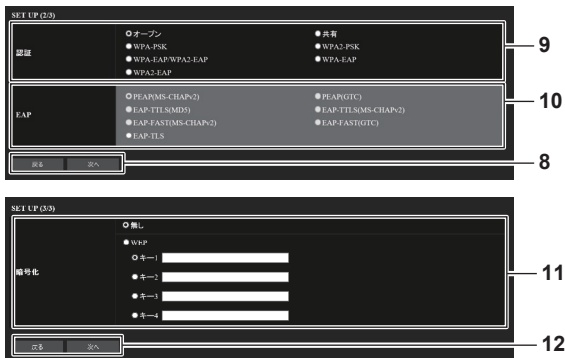 SET UP (2/3)
認証
オープン
共有
WPA-PSK
WPA2-PSK
WPA-EAP/WPA2-EAP
WPA-EAP
WPA2-EAP
9
EAP
PEAP(MS-CHAPv2)
PEAP(GTC)
EAP-TTLS(MD5)
EAP-TTLS(MS-CHAPv2)
EAP-FAST(MS-CHAPv2)
EAP-FAST(GTC)
EAP-TLS
10
戻る
次へ
8
SET UP (3/3)
暗号化
無し
WEP
キー1
キー2
キー3
キー4
11
戻る
次へ
12